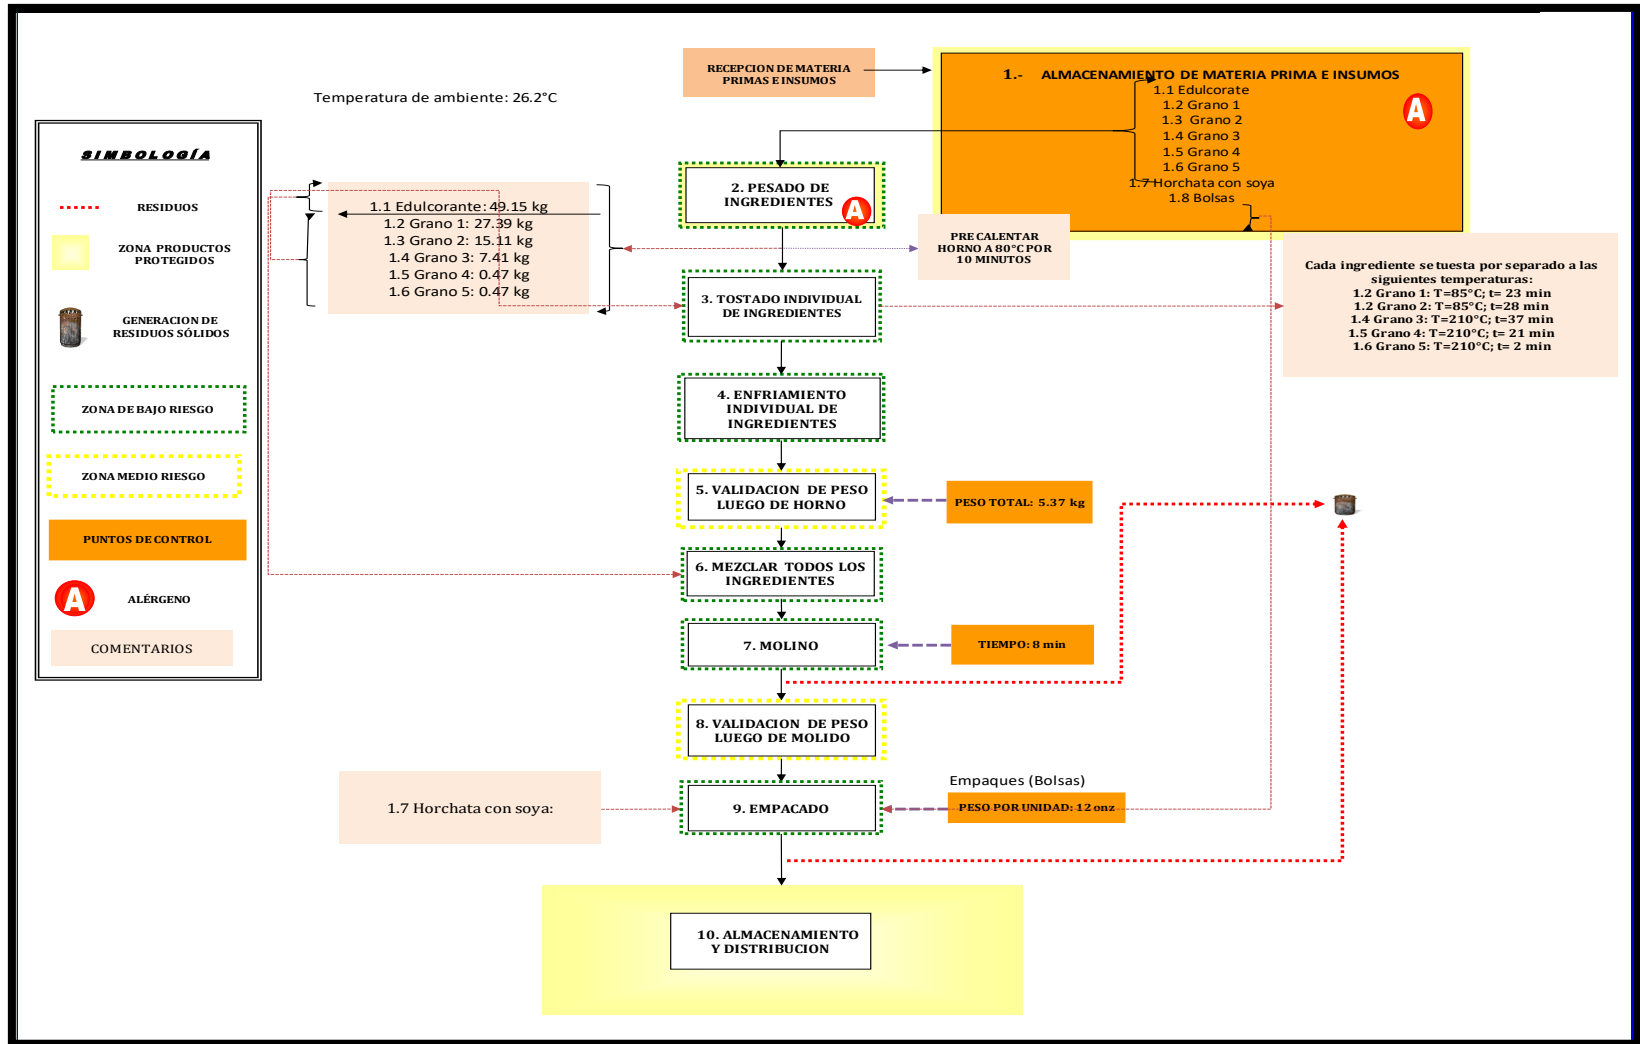 RECEPCION DE MATERIA
PRIMAS E INSUMOS
1.- ALMACENAMIENTO DE MATERIA PRIMA E INSUMOS
1.1 Edulcorate
1.2 Grano 1
1.3 Grano 2
1.4 Grano 3
1.5 Grano 4
1.6 Grano 5
1.7 Horchata con soya
1.8 Bolsas
A
Temperatura de ambiente: 26.2°C
SIMBOLOGÍA
RESIDUOS
ZONA PRODUCTOS
PROTEGIDOS
GENERACION DE
RESIDUOS SÓLIDOS
ZONA DE BAJO RIESGO
ZONA MEDIO RIESGO
PUNTOS DE CONTROL
A
ALÉRGENO
COMENTARIOS
1.1 Edulcorante: 49.15 kg
1.2 Grano 1: 27.39 kg
1.3 Grano 2: 15.11 kg
1.4 Grano 3: 7.41 kg
1.5 Grano 4: 0.47 kg
1.6 Grano 5: 0.47 kg
2. PESADO DE
INGREDIENTES
A
PRE CALENTAR
HORNO A 80°C POR
10 MINUTOS
3. TOSTADO INDIVIDUAL
DE INGREDIENTES
Cada ingrediente se tuesta por separado a las
siguientes temperaturas:
1.2 Grano 1: T=85°C; t= 23 min
1.2 Grano 2: T=85°C; t=28 min
1.4 Grano 3: T=210°C; t=37 min
1.5 Grano 4: T=210°C; t= 21 min
1.6 Grano 5: T=210°C; t= 2 min
4. ENFRIAMIENTO
INDIVIDUAL DE
INGREDIENTES
5. VALIDACION DE PESO
LUEGO DE HORNO
PESO TOTAL: 5.37 kg
6. MEZCLAR TODOS LOS
INGREDIENTES
7. MOLINO
TIEMPO: 8 min
8. VALIDACION DE PESO
LUEGO DE MOLIDO
1.7 Horchata con soya:
9. EMPACADO
Empaques (Bolsas)
PESO POR UNIDAD: 12 onz
10. ALMACENAMIENTO
Y DISTRIBUCION